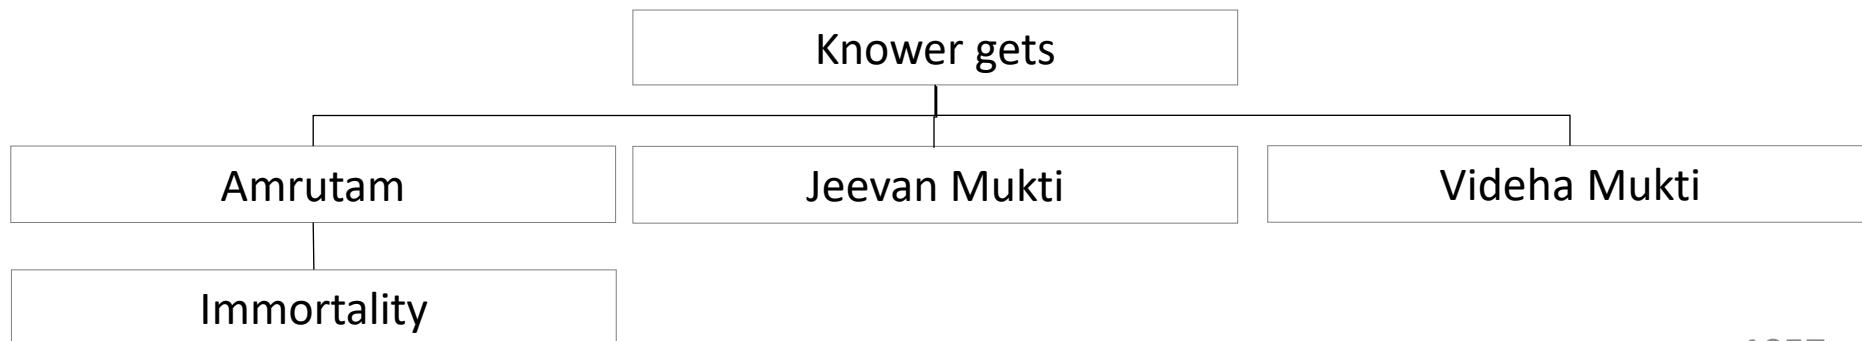 Knower gets
Amrutam
Jeevan Mukti
Videha Mukti
Immortality